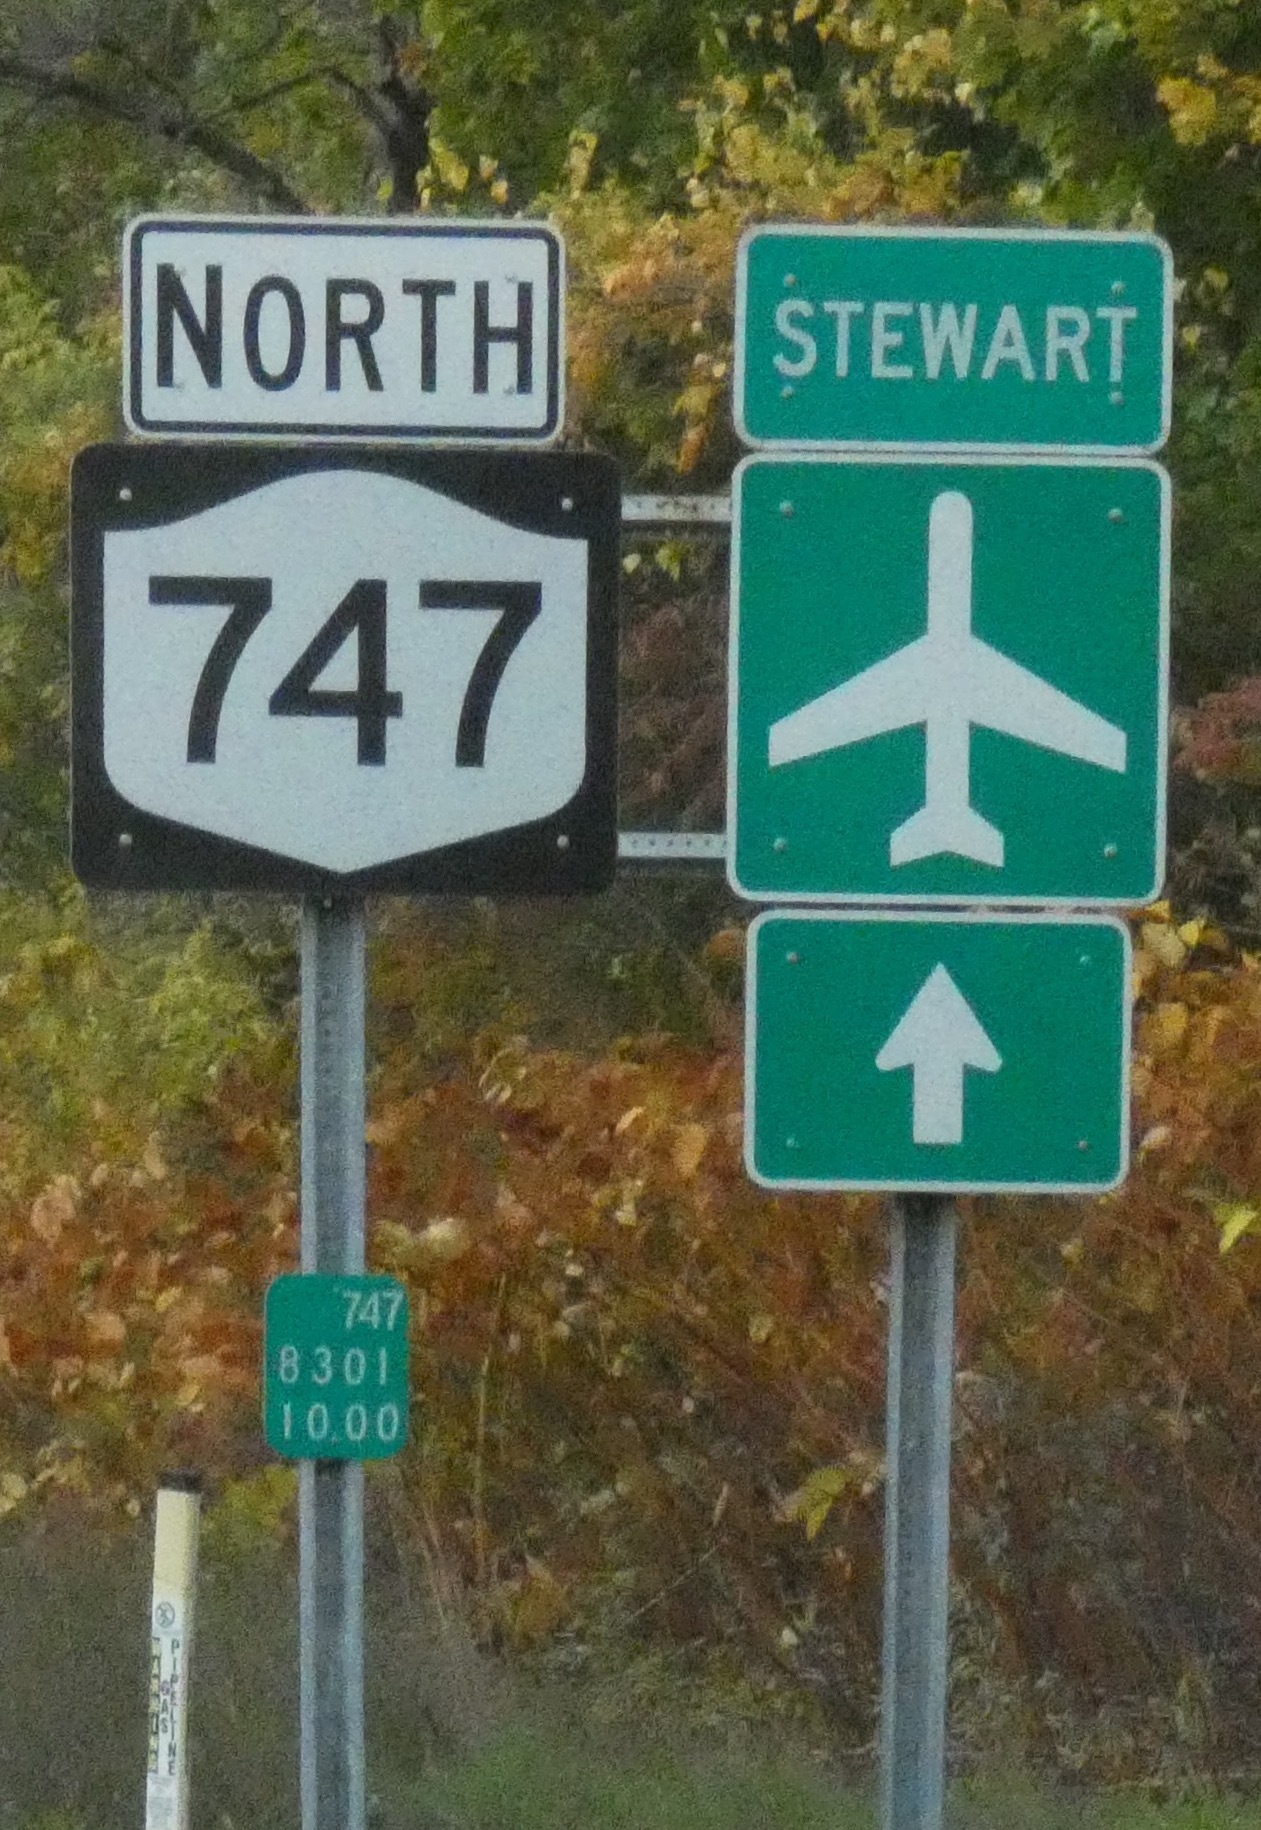 NORTH
747
STEWART
747
8301
10.00
GAS
PIPELINE